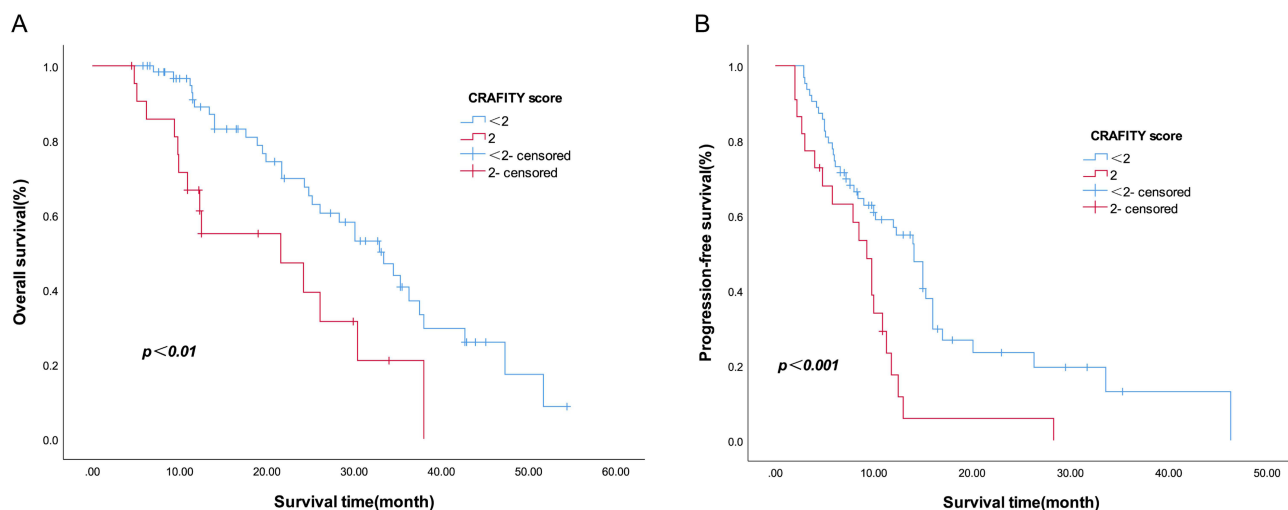 A
Overall survival(%)
1.0
0.8
0.6
0.4
0.2
0.0
CRAFITY score
<2
2
<2- censored
2- censored
p<0.01
.00 10.00 20.00 30.00 40.00 50.00 60.00
Survival time(month)
B
Progression-free survival(%)
1.0
0.8
0.6
0.4
0.2
0.0
CRAFITY score
<2
2
<2- censored
2- censored
p<0.001
.00 10.00 20.00 30.00 40.00 50.00
Survival time(month)